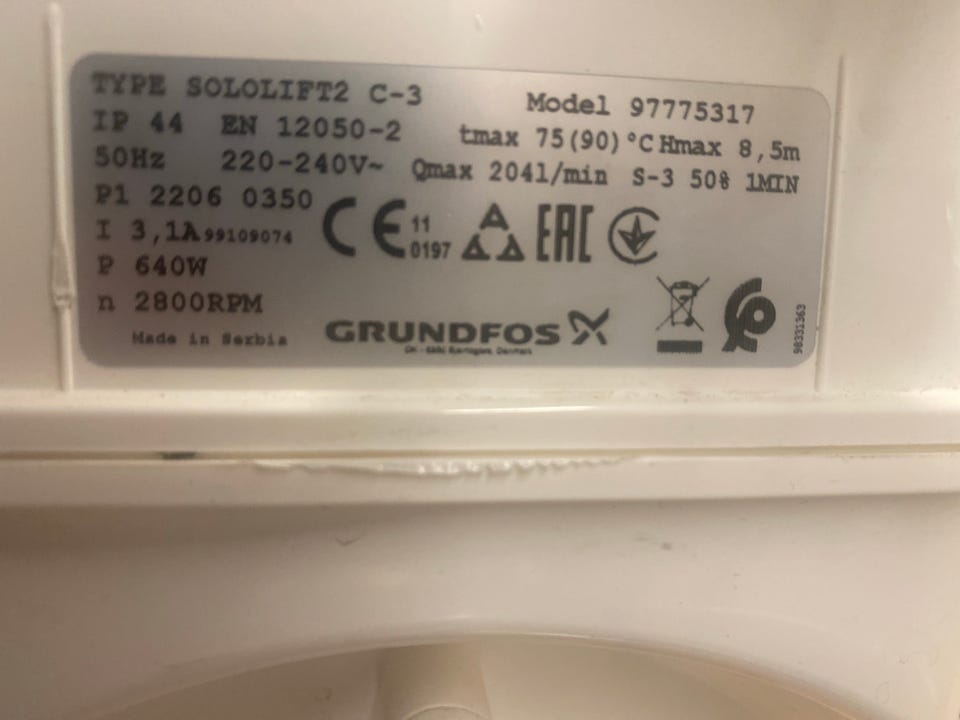 TYPE SOLOLIFT2 C-3 Model 97775317
IP 44 EN 12050-2 tmax 75(90)°C Hmax 8,5m
50Hz 220-240V~ Qmax 204l/min S-3 50% 1MIN
P1 2206 0350
I 3,1A 99109074
CE 11 0197 EAC
P 640W
n 2800RPM
Made in Serbia
GRUNDFOS
98331363